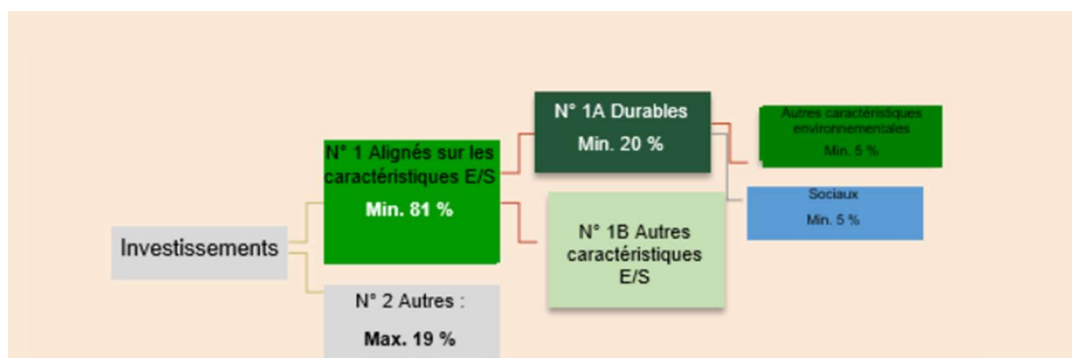 Investissements
N° 1 Alignés sur les
caractéristiques E/S
Min. 81 %
N° 2 Autres :
Max. 19 %
N° 1A Durables
Min. 20 %
N° 1B Autres
caractéristiques
E/S
Autres caractéristiques
environnementales
Min. 5 %
Sociaux
Min. 5 %